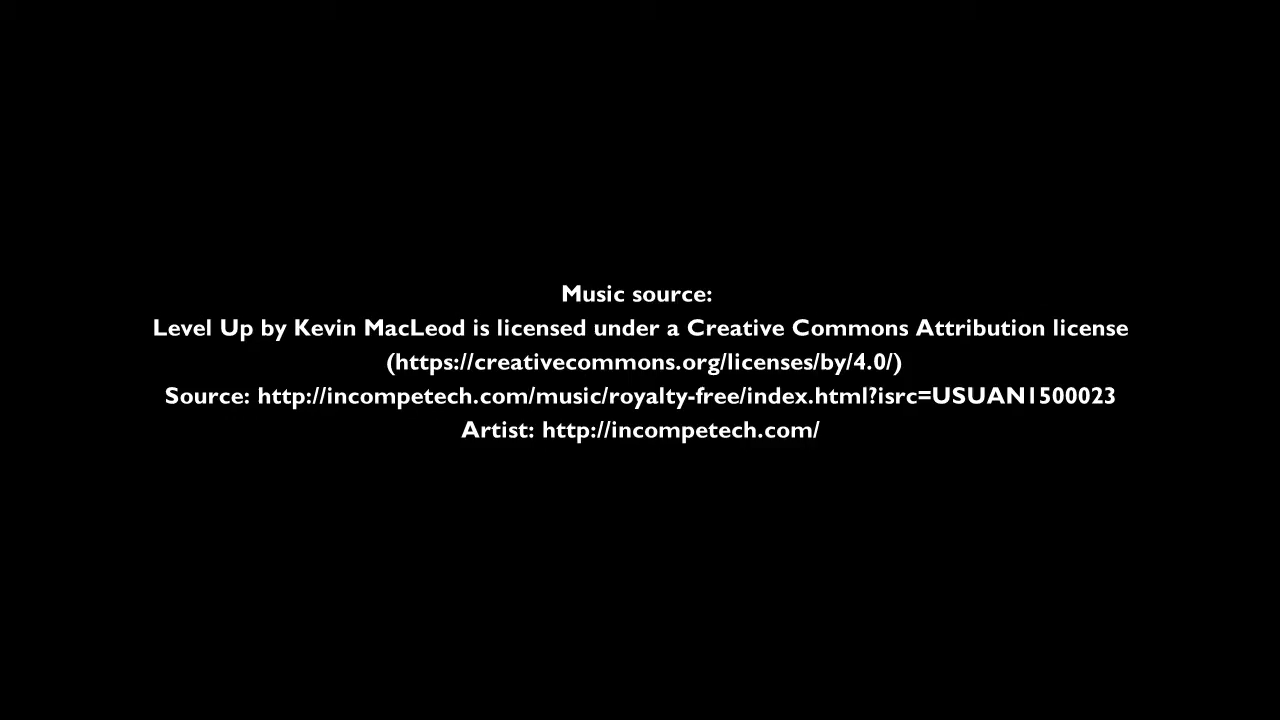 Music source:
Level Up by Kevin MacLeod is licensed under a Creative Commons Attribution license
(https://creativecommons.org/licenses/by/4.0/)
Source: http://incompetech.com/music/royalty-free/index.html?isrc=USUAN1500023
Artist: http://incompetech.com/